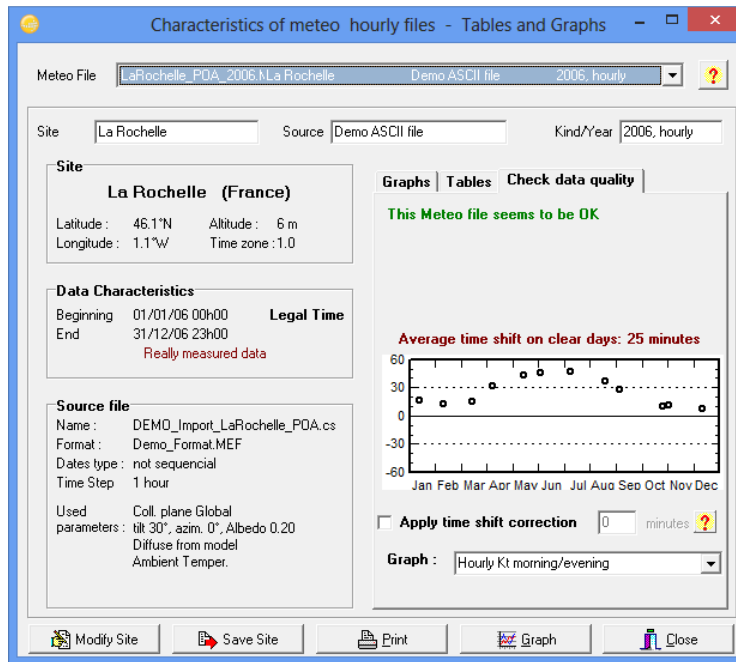 Characteristics of meteo hourly files - Tables and Graphs
Meteo File LaRochelle_POA_2006.MLa Rochelle Demo ASCII file 2006, hourly ?
Site La Rochelle Source Demo ASCII file Kind/Year 2006, hourly
Site
La Rochelle (France)
Latitude : 46.1°N Altitude : 6 m
Longitude : 1.1°W Time zone :1.0
Data Characteristics
Beginning 01/01/06 00h00 Legal Time
End 31/12/06 23h00
Really measured data
Source file
Name : DEMO_Import_LaRochelle_POA.cs
Format : Demo_Format.MEF
Dates type : not sequencial
Time Step 1 hour
Used Coll. plane Global
parameters : tilt 30°, azim. 0°, Albedo 0.20
Diffuse from model
Ambient Temper.
Graphs Tables Check data quality
This Meteo file seems to be OK
Average time shift on clear days: 25 minutes
60
30
0
-30
-60
Jan Feb Mar Apr May Jun Jul Aug Sep Oct Nov Dec
Apply time shift correction 0 minutes ?
Graph : Hourly Kt morning/evening
Modify Site Save Site Print Graph Close